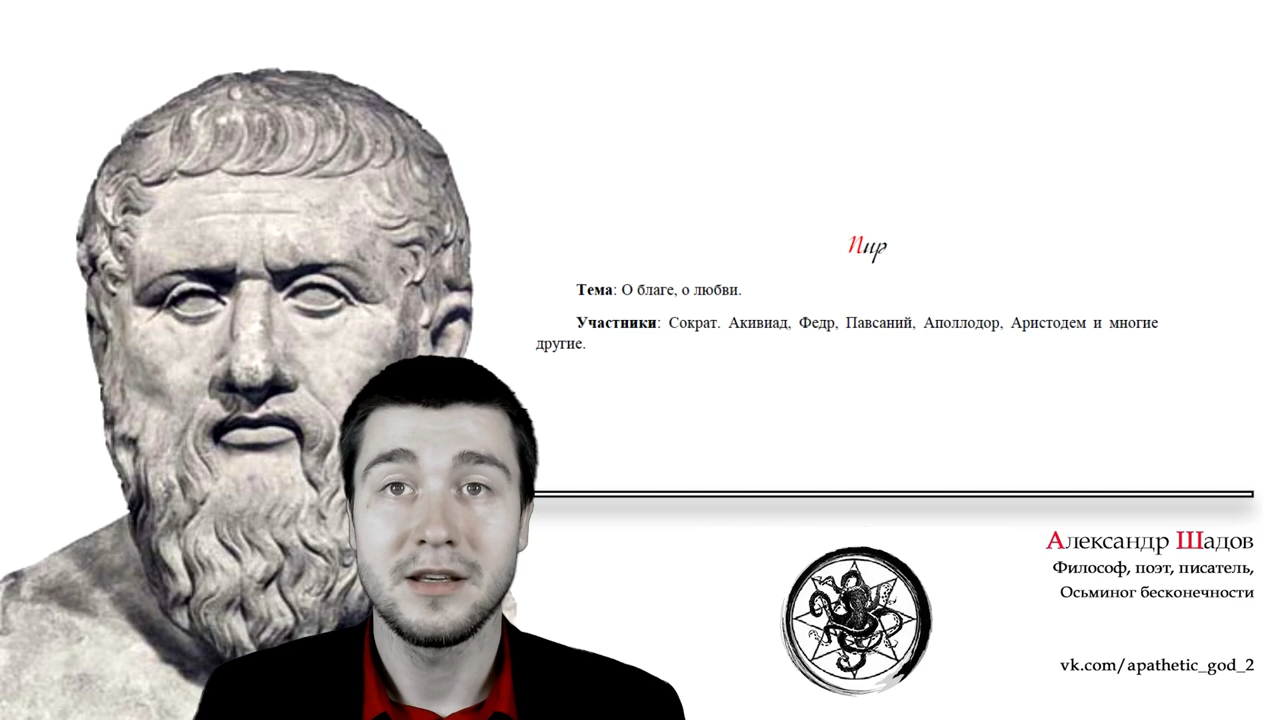 Пир
Тема: О благе, о любви.
Участники: Сократ. Акивиад, Федр, Павсаний, Аполлодор, Аристодем и многие
другие.
Александр Шадов
Философ, поэт, писатель,
Осьминог бесконечности
vk.com/apathetic_god_2